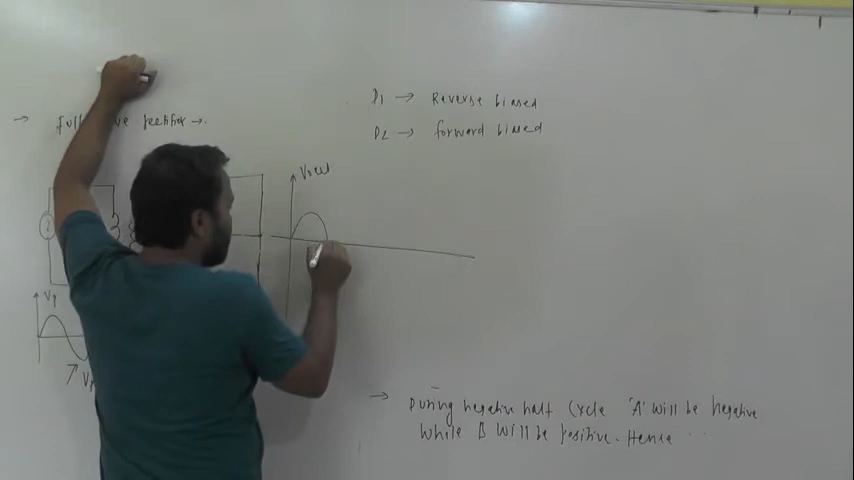 D1 → Reverse biased
→ full ve rectifier →.
D2 → forward biased
Vout
Vp
→ During negative half cycle 'A' will be negative
while B will be positive. Hence ...